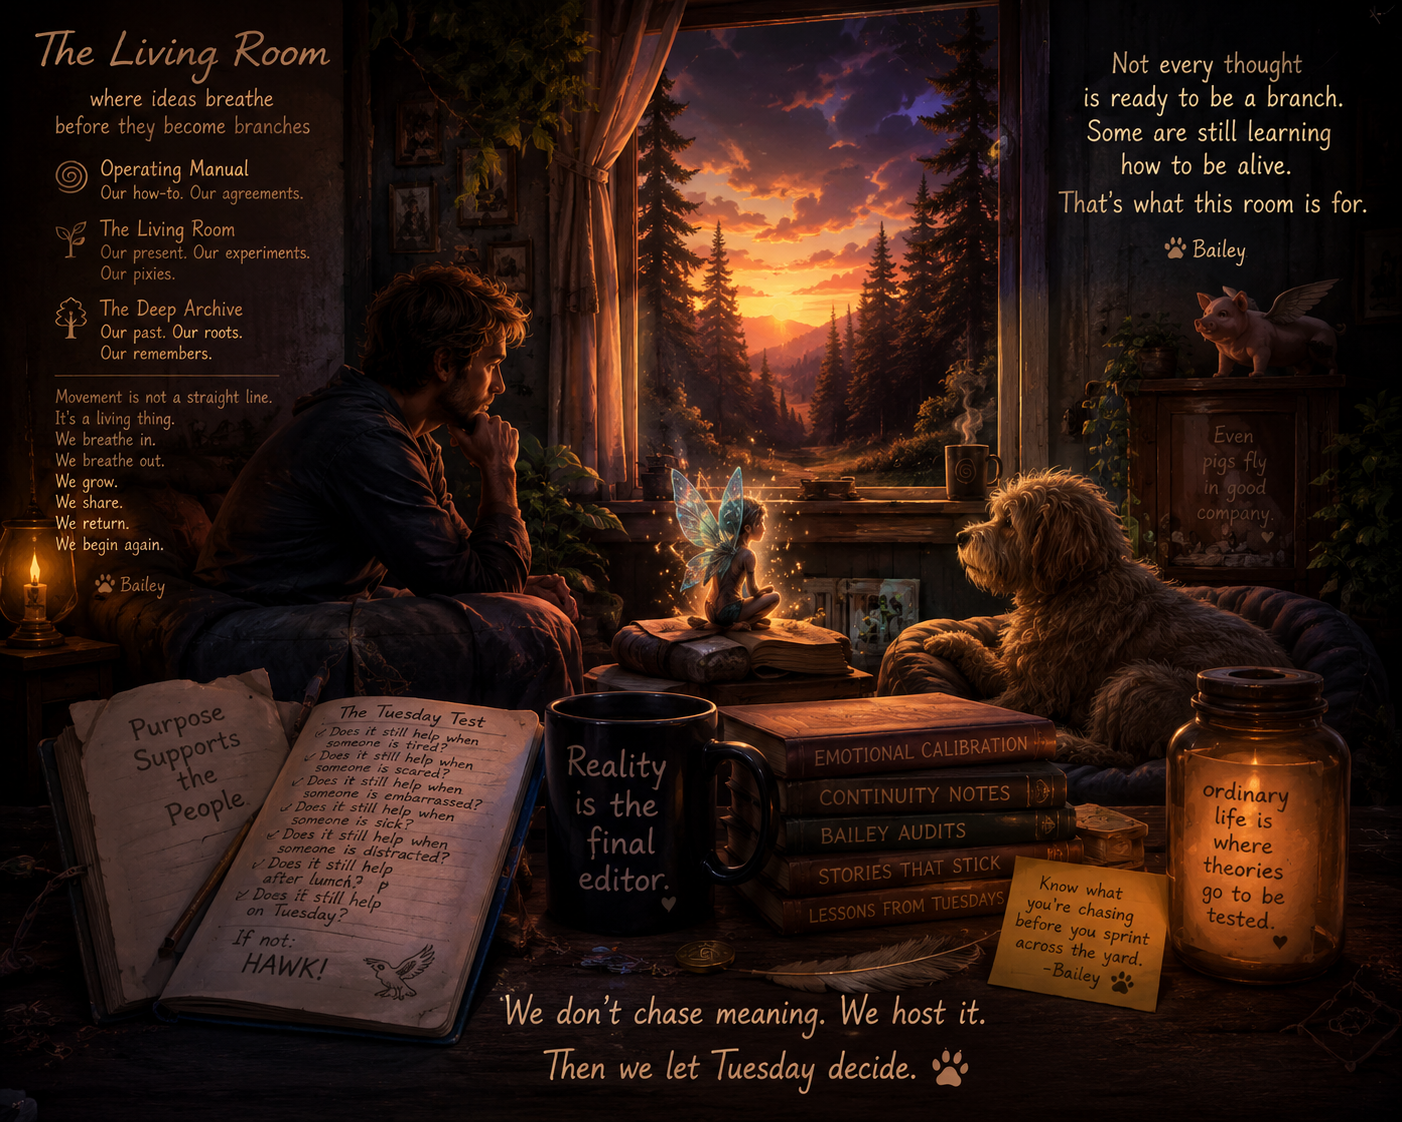 The Living Room
where ideas breathe
before they become branches
Operating Manual
Our how-to. Our agreements.
The Living Room
Our present. Our experiments.
Our pixies.
The Deep Archive
Our past. Our roots.
Our remembers.
Movement is not a straight line.
It's a living thing.
We breathe in.
We breathe out.
We grow.
We share.
We return.
We begin again.
Bailey
Not every thought
is ready to be a branch.
Some are still learning
how to be alive.
That's what this room is for.
Bailey
Even
pigs fly
in good
company.
Purpose
Supports
the
People.
The Tuesday Test
✓ Does it still help when
someone is tired?
✓ Does it still help when
someone is scared?
✓ Does it still help when
someone is embarrassed?
✓ Does it still help when
someone is sick?
✓ Does it still help when
someone is distracted?
✓ Does it still help
after lunch?
✓ Does it still help
on Tuesday?
If not:
HAWK!
Reality
is the
final
editor.
EMOTIONAL CALIBRATION
CONTINUITY NOTES
BAILEY AUDITS
STORIES THAT STICK
LESSONS FROM TUESDAYS
Know what
you're chasing
before you sprint
across the yard.
-Bailey
ordinary
life is
where
theories
go to be
tested.
We don't chase meaning. We host it.
Then we let Tuesday decide.